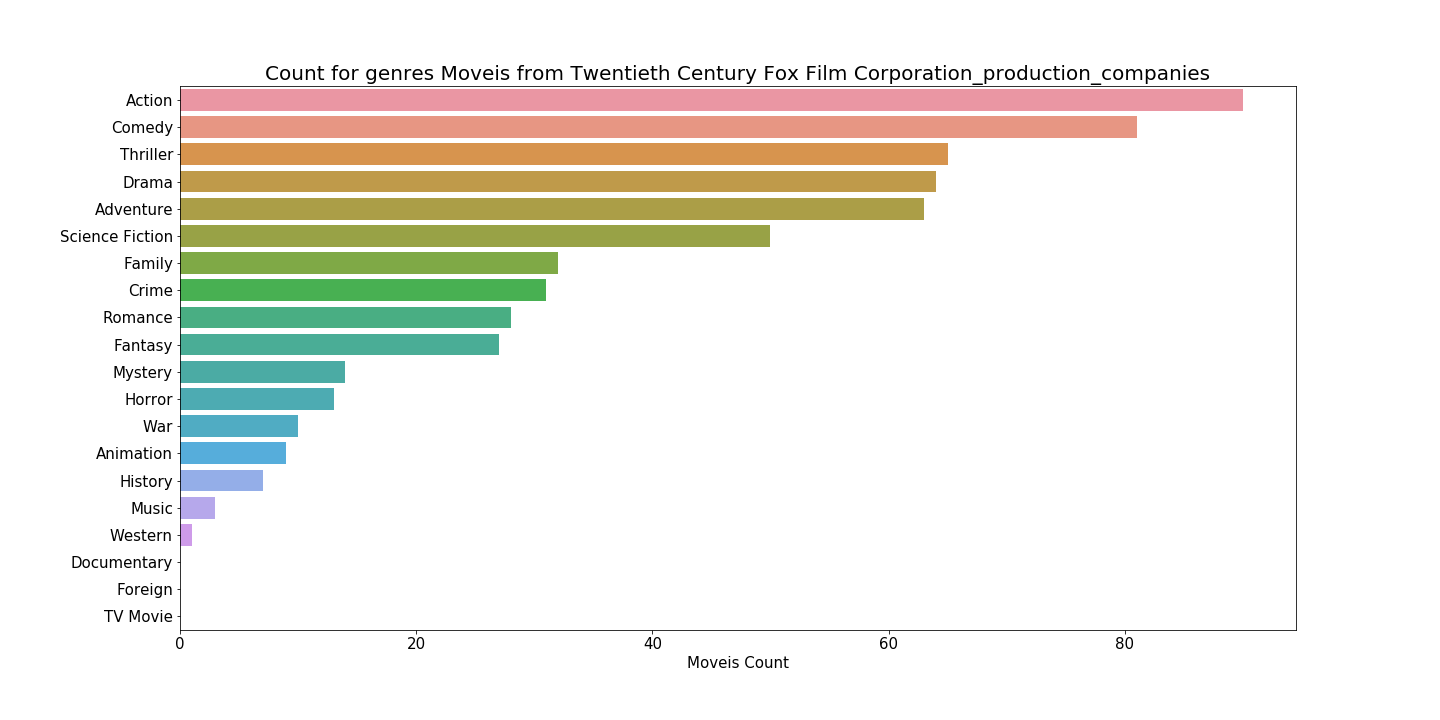 Count for genres Moveis from Twentieth Century Fox Film Corporation_production_companies
Action
Comedy
Thriller
Drama
Adventure
Science Fiction
Family
Crime
Romance
Fantasy
Mystery
Horror
War
Animation
History
Music
Western
Documentary
Foreign
TV Movie
0 20 40 60 80
Moveis Count